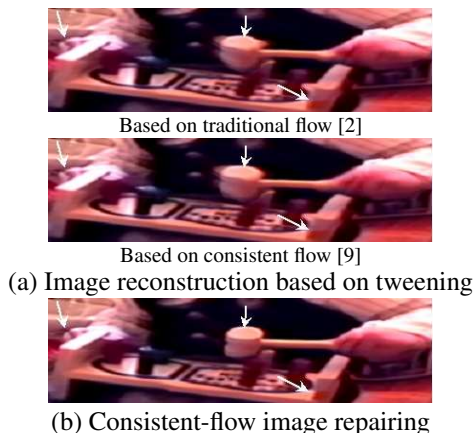 Based on traditional flow [2]
Based on consistent flow [9]
(a) Image reconstruction based on tweening
(b) Consistent-flow image repairing